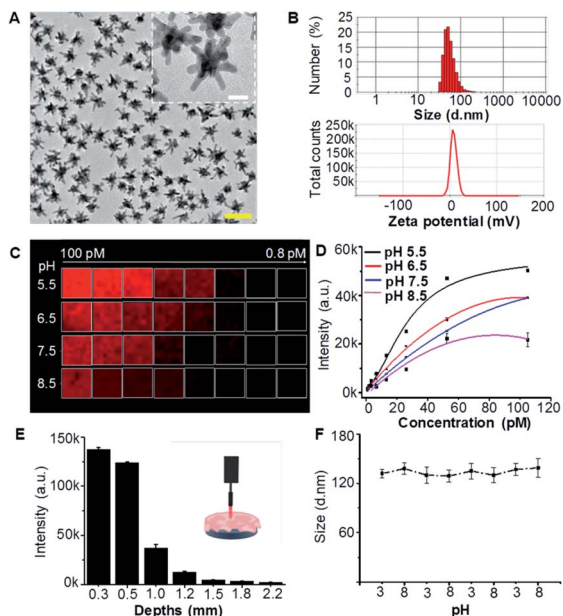 A
B
Number (%)
25
20
15
10
5
0
1 10 100 1000 10000
Size (d.nm)
Total counts
250k
200k
150k
100k
50k
-100 0 100 200
Zeta potential (mV)
C
100 pM 0.8 pM
pH
5.5
6.5
7.5
8.5
D
pH 5.5
pH 6.5
pH 7.5
pH 8.5
Intensity (a.u.)
60k
40k
20k
0k
0 20 40 60 80 100 120
Concentration (pM)
E
Intensity (a.u.)
150k
100k
50k
0k
0.3 0.5 1.0 1.2 1.5 1.8 2.2
Depths (mm)
F
Size (d.nm)
180
120
60
0
3 8 3 8 3 8 3 8
pH